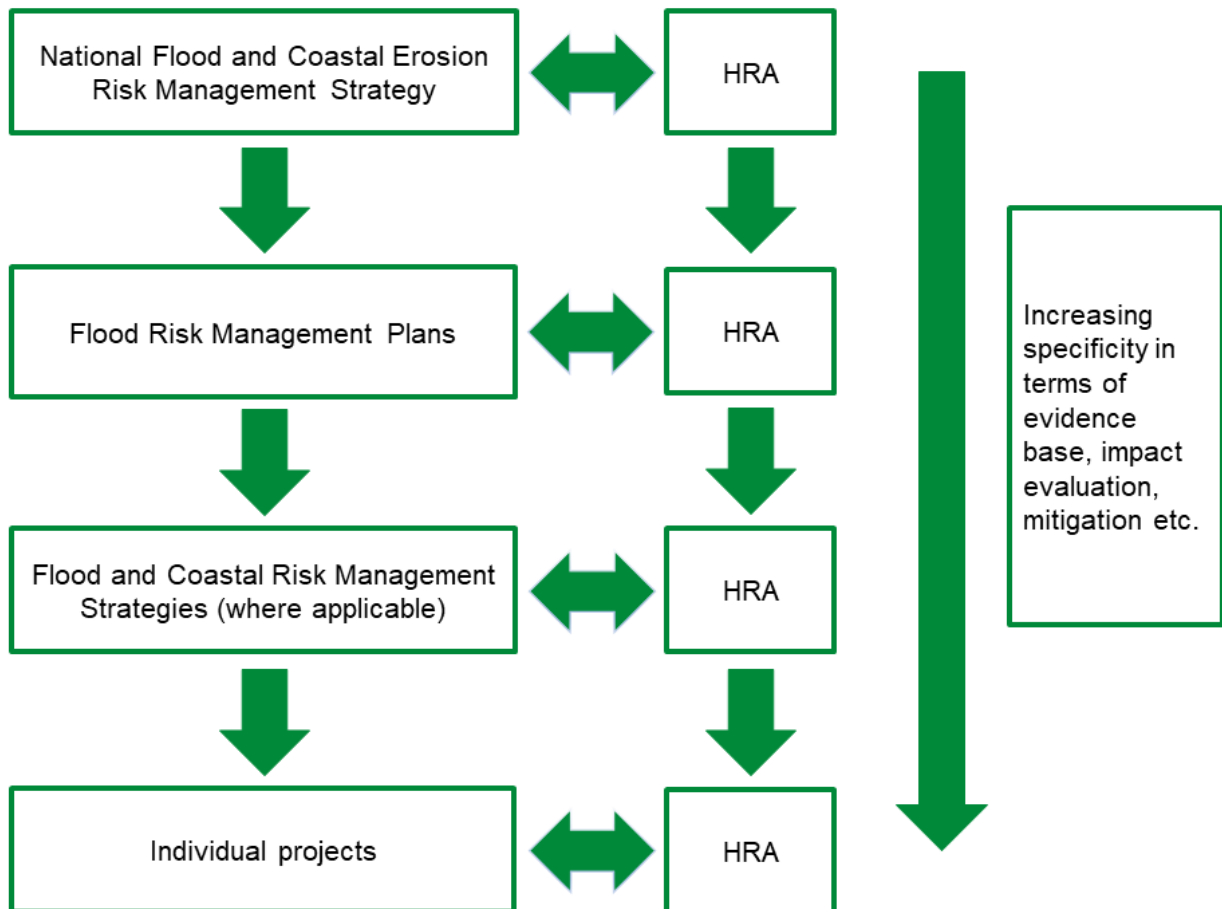 National Flood and Coastal Erosion
Risk Management Strategy
HRA
Flood Risk Management Plans
HRA
Flood and Coastal Risk Management
Strategies (where applicable)
HRA
Individual projects
HRA
Increasing
specificity in
terms of
evidence
base, impact
evaluation,
mitigation etc.